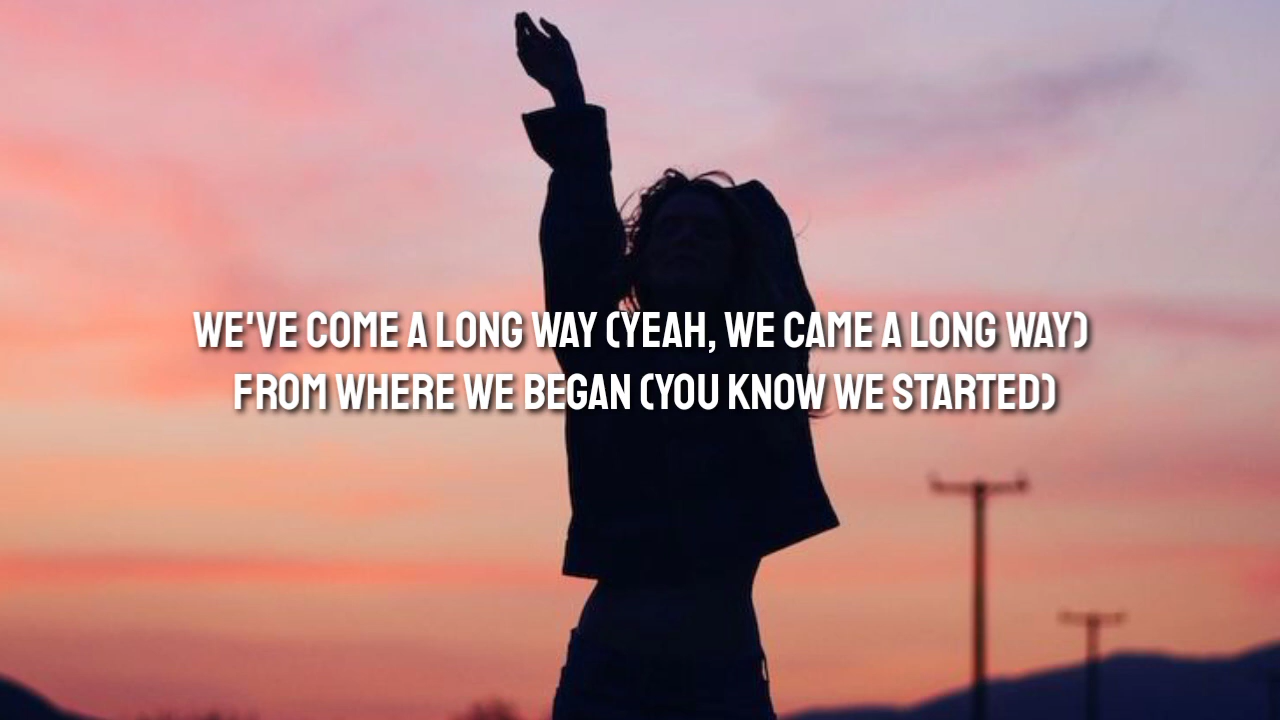 WE'VE COME A LONG WAY (YEAH, WE CAME A LONG WAY)
FROM WHERE WE BEGAN (YOU KNOW WE STARTED)